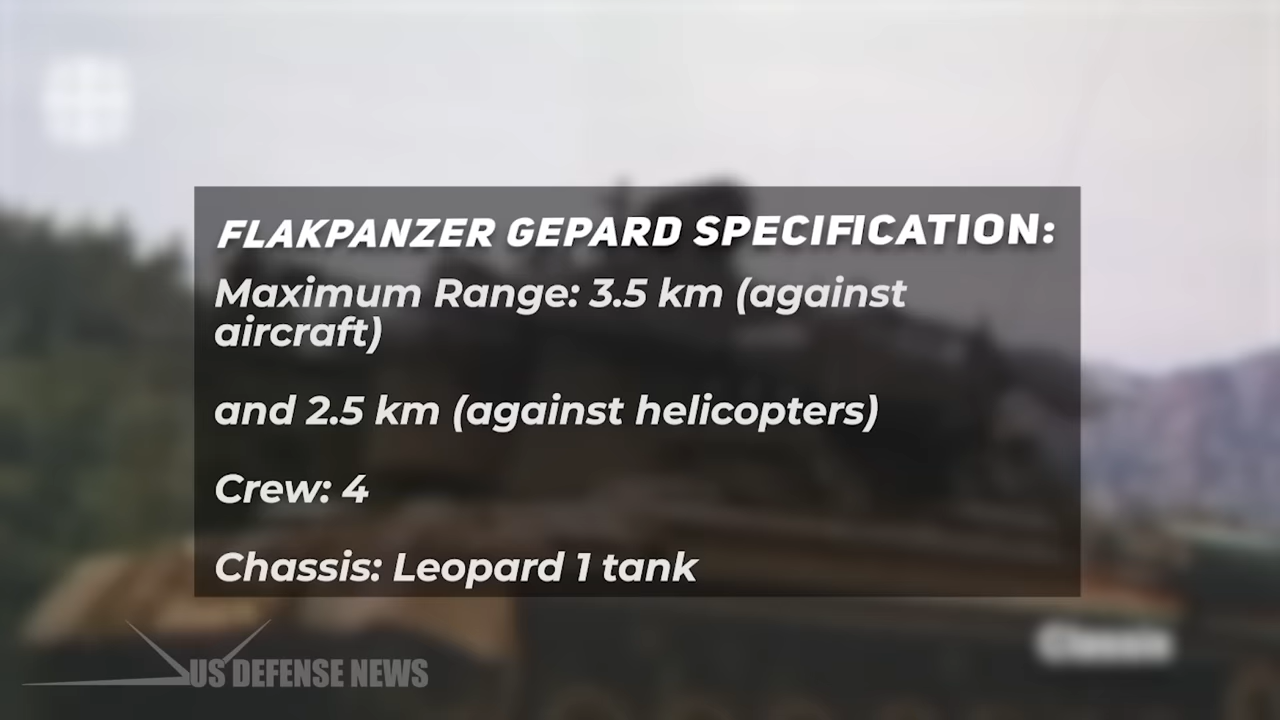 FLAKPANZER GEPARD SPECIFICATION:
Maximum Range: 3.5 km (against
aircraft)
and 2.5 km (against helicopters)
Crew: 4
Chassis: Leopard 1 tank
Classic
US DEFENSE NEWS